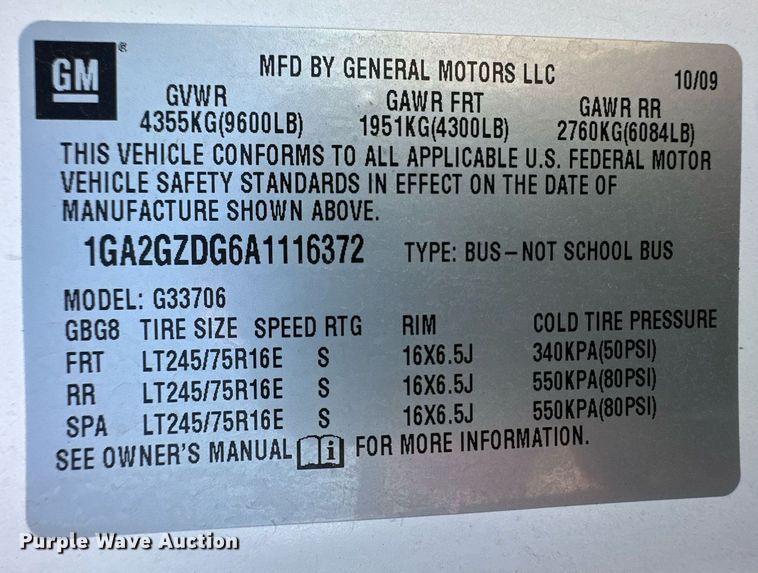 GM ® MFD BY GENERAL MOTORS LLC 10/09
GVWR GAWR FRT GAWR RR
4355KG(9600LB) 1951KG(4300LB) 2760KG(6084LB)
THIS VEHICLE CONFORMS TO ALL APPLICABLE U.S. FEDERAL MOTOR
VEHICLE SAFETY STANDARDS IN EFFECT ON THE DATE OF
MANUFACTURE SHOWN ABOVE.
1GA2GZDG6A1116372 TYPE: BUS–NOT SCHOOL BUS
MODEL: G33706
GBG8 TIRE SIZE SPEED RTG RIM COLD TIRE PRESSURE
FRT LT245/75R16E S 16X6.5J 340KPA(50PSI)
RR LT245/75R16E S 16X6.5J 550KPA(80PSI)
SPA LT245/75R16E S 16X6.5J 550KPA(80PSI)
SEE OWNER'S MANUAL i FOR MORE INFORMATION.
Purple Wave Auction